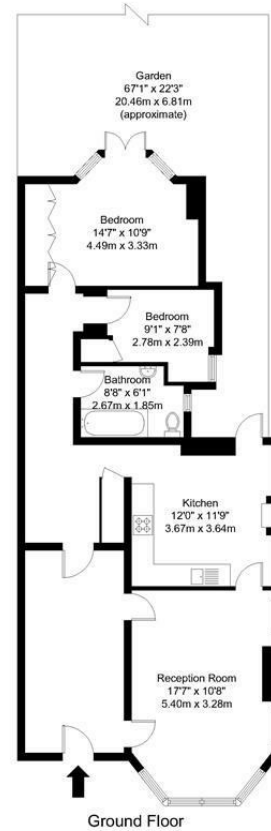 Garden
67'1" x 22'3"
20.46m x 6.81m
(approximate)
Bedroom
14'7" x 10'9"
4.49m x 3.33m
Bedroom
9'1" x 7'8"
2.78m x 2.39m
Bathroom
8'8" x 6'1"
2.67m x 1.85m
Kitchen
12'0" x 11'9"
3.67m x 3.64m
Reception Room
17'7" x 10'8"
5.40m x 3.28m
Ground Floor